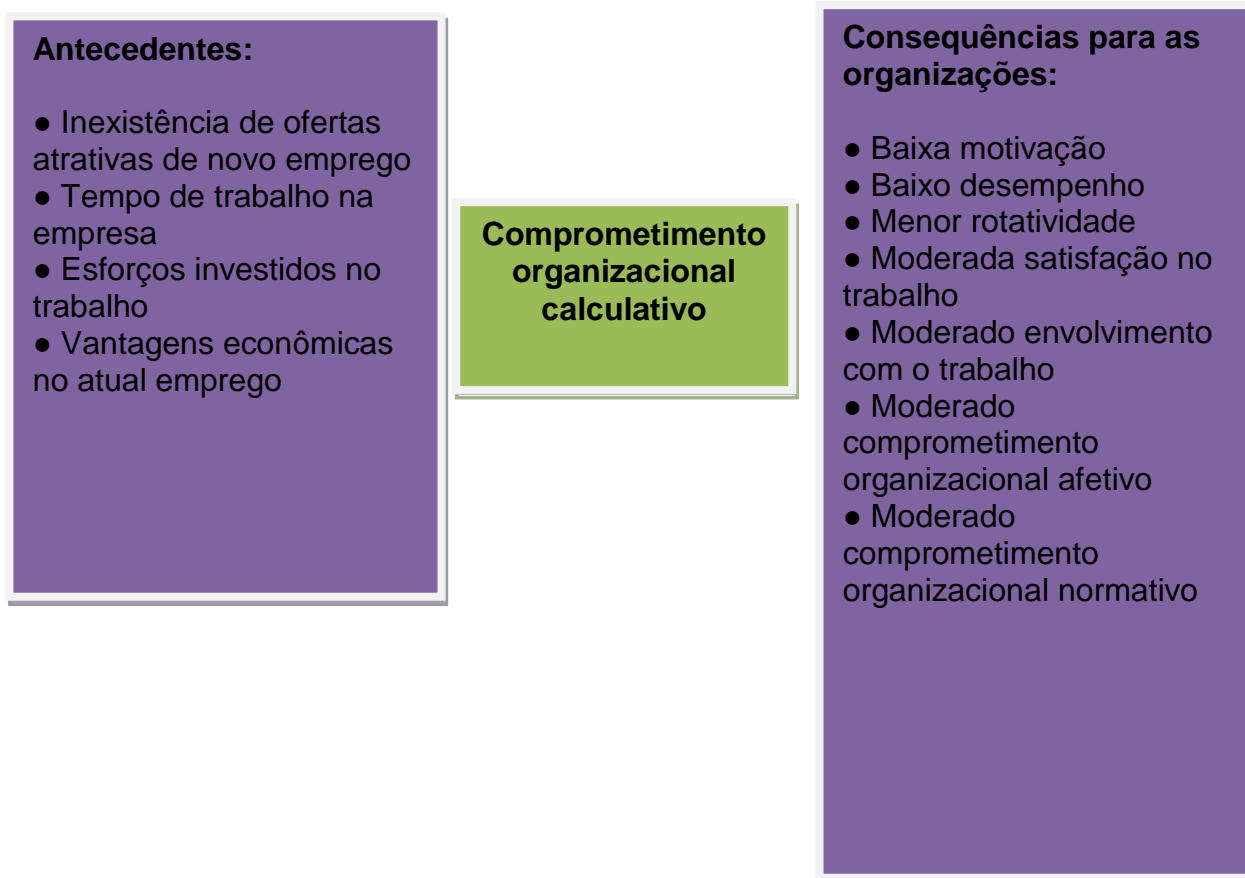 Antecedentes:
● Inexistência de ofertas
atrativas de novo emprego
● Tempo de trabalho na
empresa
● Esforços investidos no
trabalho
● Vantagens econômicas
no atual emprego
Comprometimento
organizacional
calculativo
Consequências para as
organizações:
● Baixa motivação
● Baixo desempenho
● Menor rotatividade
● Moderada satisfação no
trabalho
● Moderado envolvimento
com o trabalho
● Moderado
comprometimento
organizacional afetivo
● Moderado
comprometimento
organizacional normativo